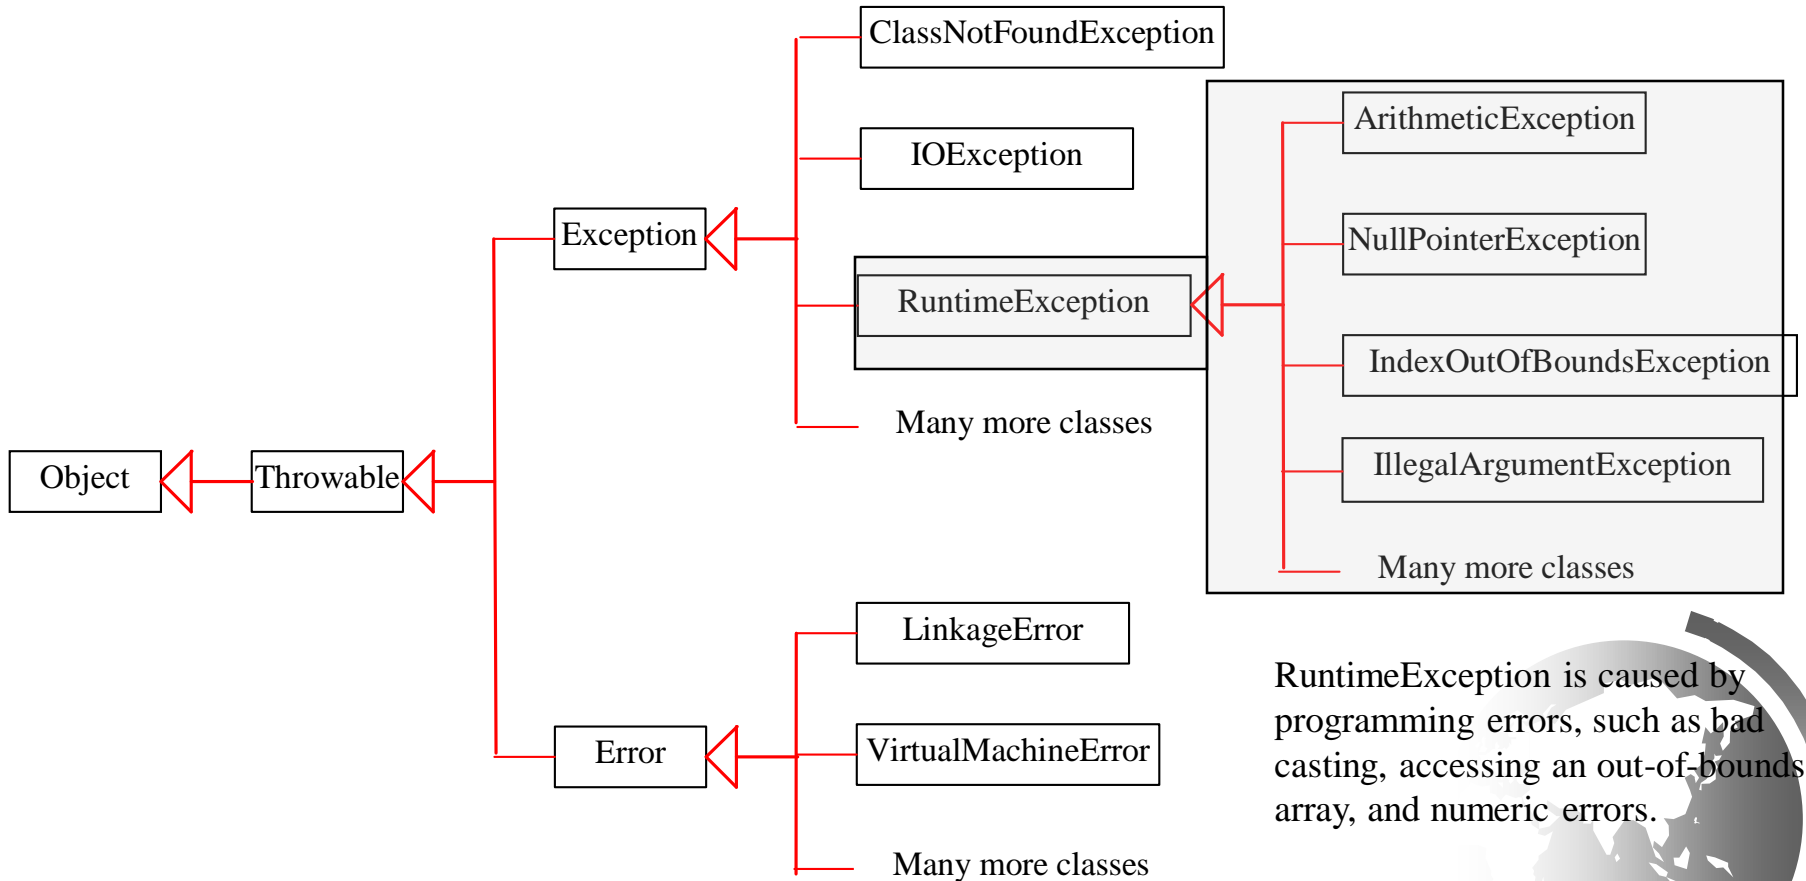 ClassNotFoundException
ArithmeticException
IOException
NullPointerException
Exception
RuntimeException
IndexOutOfBoundsException
Many more classes
Object
Throwable
IllegalArgumentException
Many more classes
LinkageError
Error
VirtualMachineError
Many more classes
RuntimeException is caused by
programming errors, such as bad
casting, accessing an out-of-bounds
array, and numeric errors.